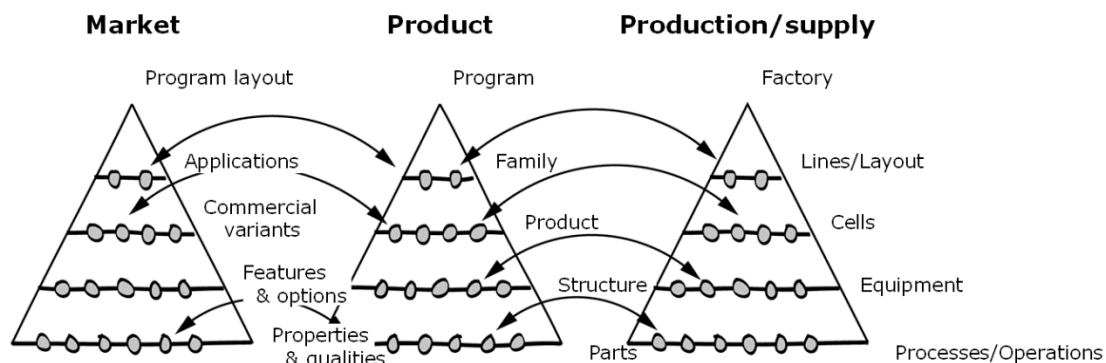 Market
Product
Production/supply
Program layout
Program
Factory
Applications
Family
Lines/Layout
Commercial
variants
Product
Cells
Features
& options
Structure
Equipment
Properties
& qualities
Parts
Processes/Operations